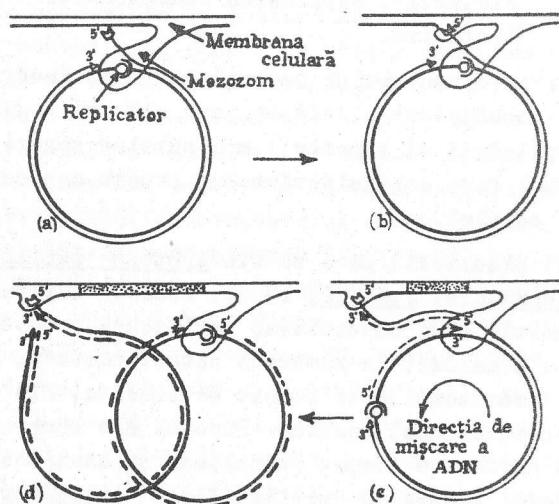 5'
3'
Membrana
celulară
Mezozom
Replicator
(a)
5'
3'
(b)
5'
3'
3'
5'
3'
5'
(d)
5'
3'
5'
3'
5'
3'
Direcția de
mișcare a
ADN
(c)